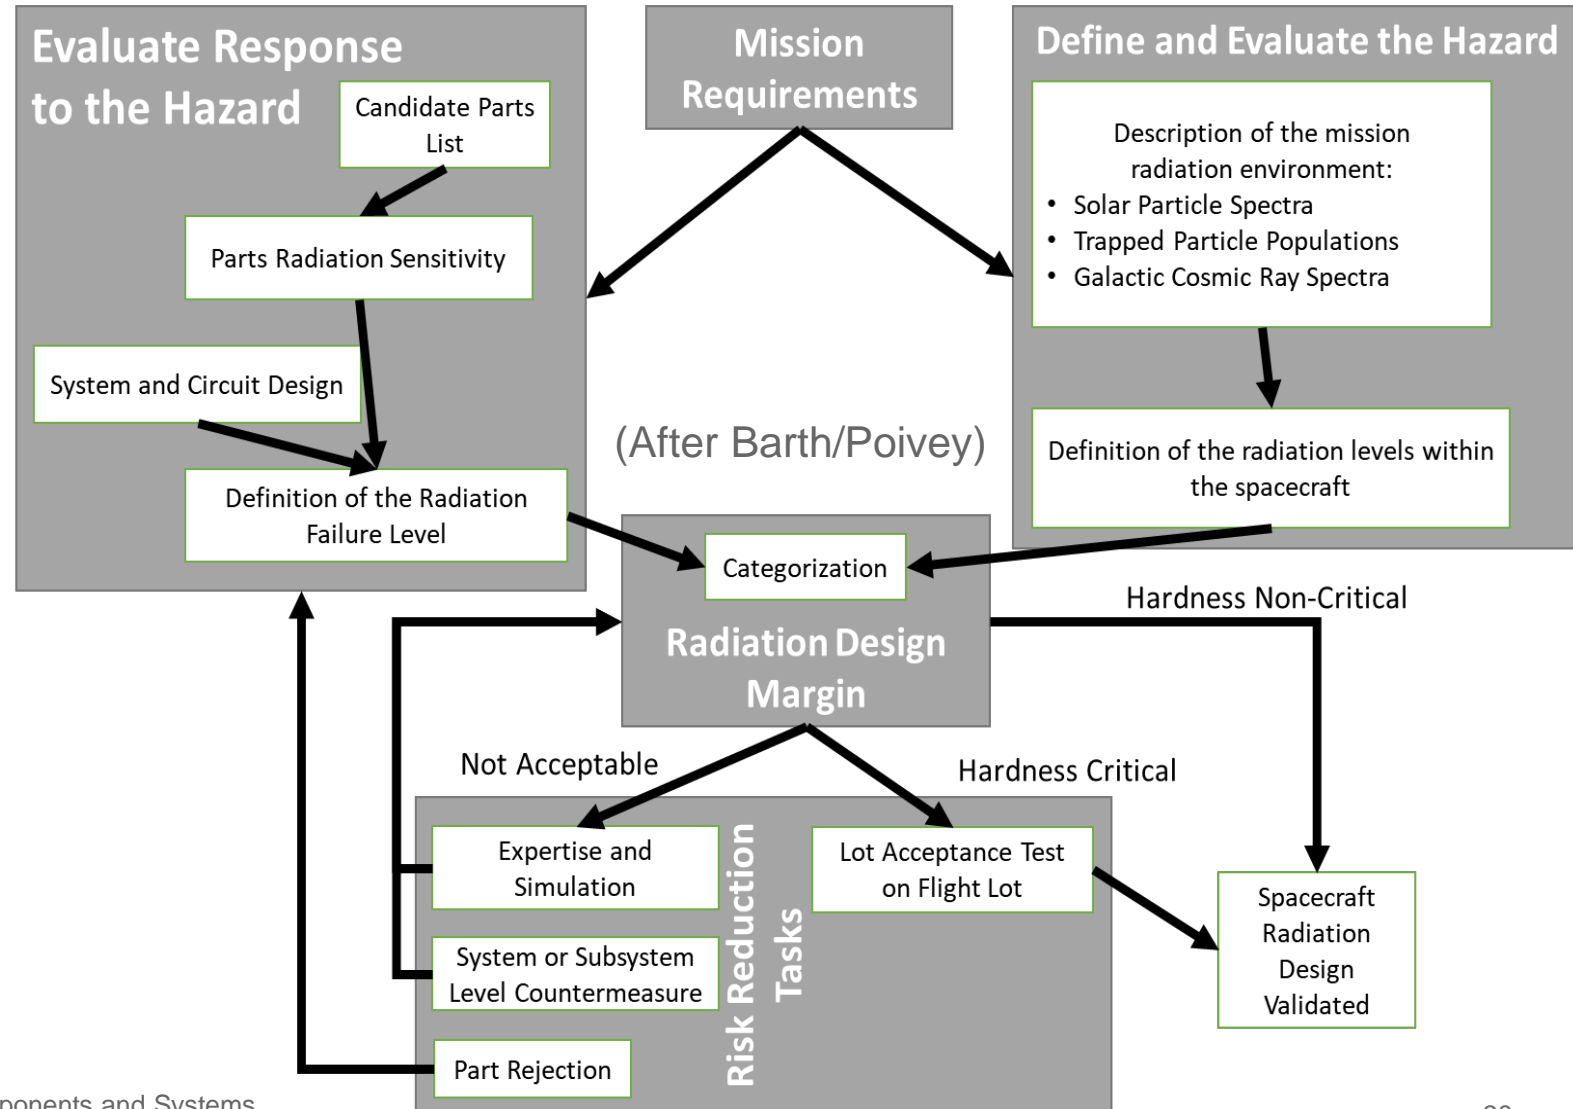 Evaluate Response
to the Hazard
Candidate Parts
List
Parts Radiation Sensitivity
System and Circuit Design
Definition of the Radiation
Failure Level
Mission
Requirements
Define and Evaluate the Hazard
Description of the mission
radiation environment:
• Solar Particle Spectra
• Trapped Particle Populations
• Galactic Cosmic Ray Spectra
Definition of the radiation levels within
the spacecraft
(After Barth/Poivey)
Categorization
Radiation Design
Margin
Hardness Non-Critical
Not Acceptable
Hardness Critical
Expertise and
Simulation
System or Subsystem
Level Countermeasure
Part Rejection
Risk Reduction
Tasks
Lot Acceptance Test
on Flight Lot
Spacecraft
Radiation
Design
Validated
and Systems